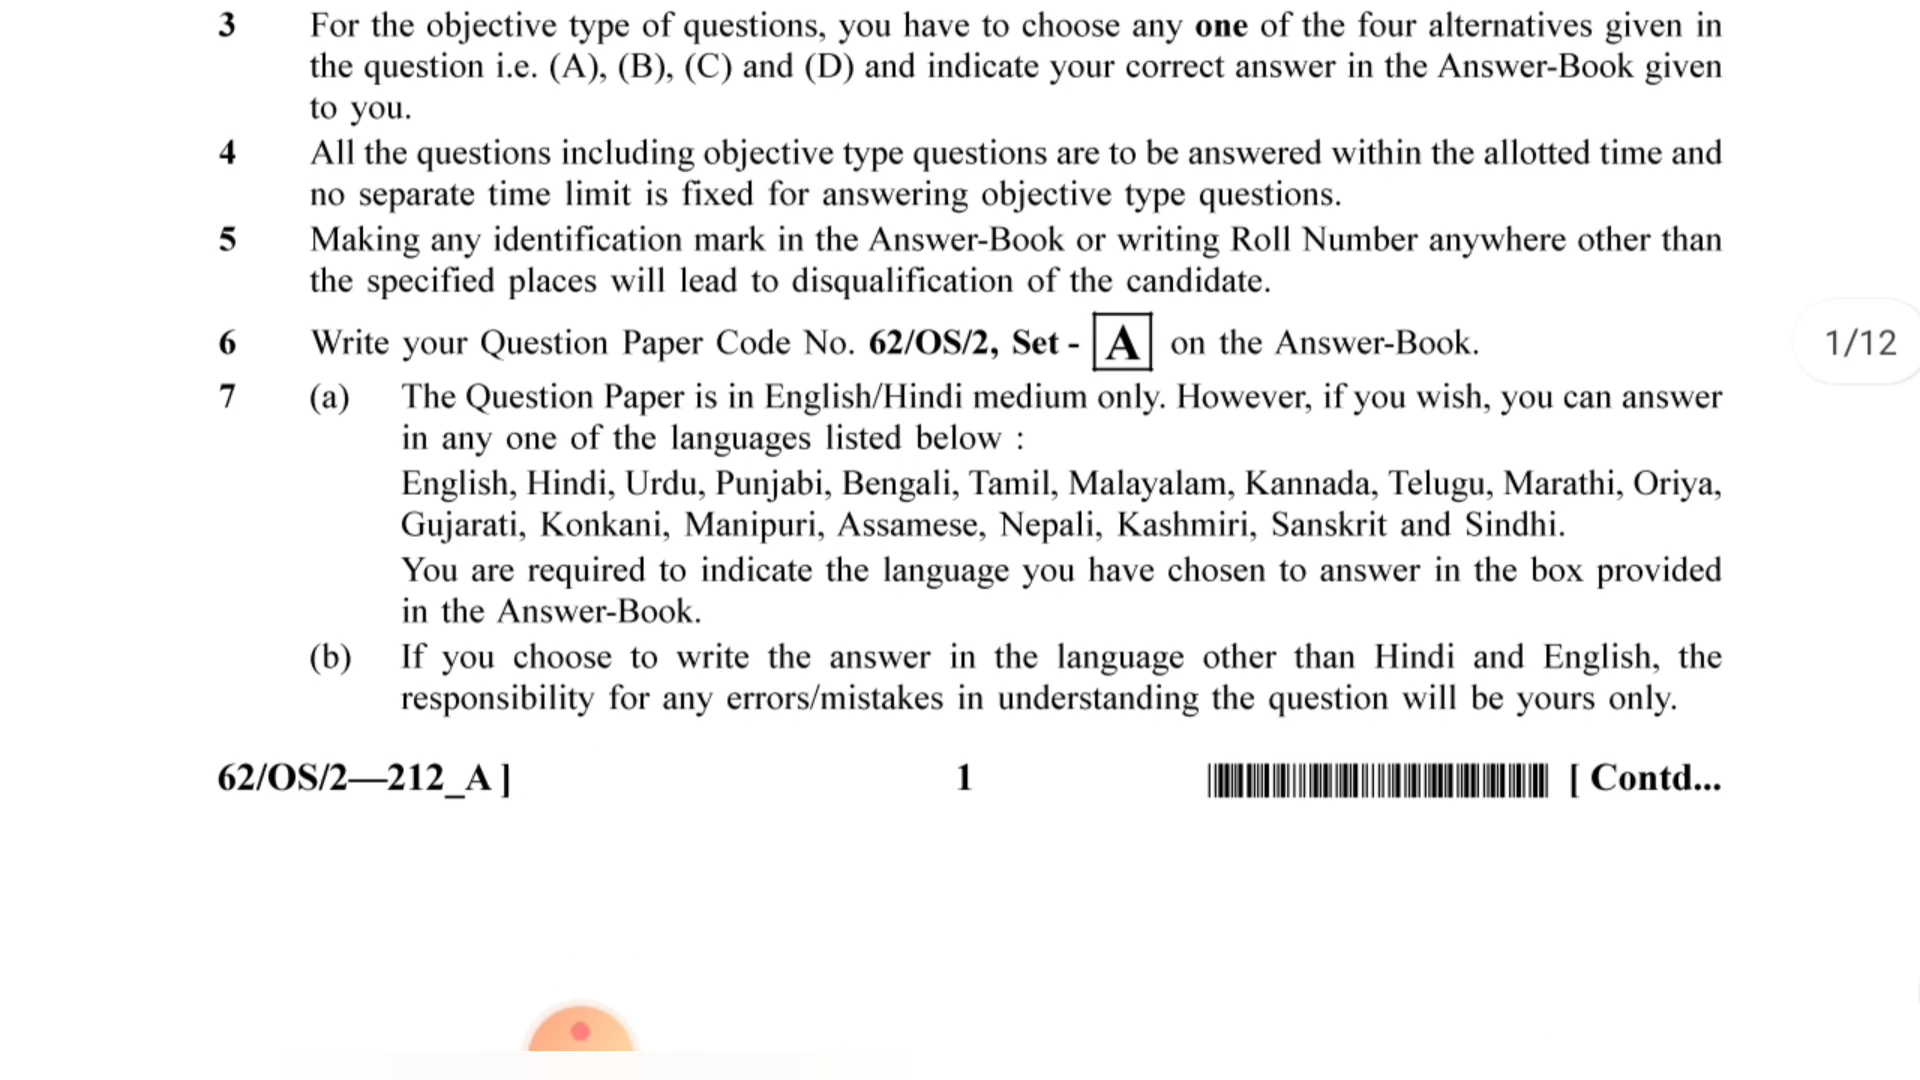 3 For the objective type of questions, you have to choose any one of the four alternatives given in
the question i.e. (A), (B), (C) and (D) and indicate your correct answer in the Answer-Book given
to you.
4 All the questions including objective type questions are to be answered within the allotted time and
no separate time limit is fixed for answering objective type questions.
5 Making any identification mark in the Answer-Book or writing Roll Number anywhere other than
the specified places will lead to disqualification of the candidate.
6 Write your Question Paper Code No. 62/OS/2, Set - A on the Answer-Book.
1/12
7 (a) The Question Paper is in English/Hindi medium only. However, if you wish, you can answer
in any one of the languages listed below :
English, Hindi, Urdu, Punjabi, Bengali, Tamil, Malayalam, Kannada, Telugu, Marathi, Oriya,
Gujarati, Konkani, Manipuri, Assamese, Nepali, Kashmiri, Sanskrit and Sindhi.
You are required to indicate the language you have chosen to answer in the box provided
in the Answer-Book.
(b) If you choose to write the answer in the language other than Hindi and English, the
responsibility for any errors/mistakes in understanding the question will be yours only.
62/OS/2—212_A ] 1 [ Contd...